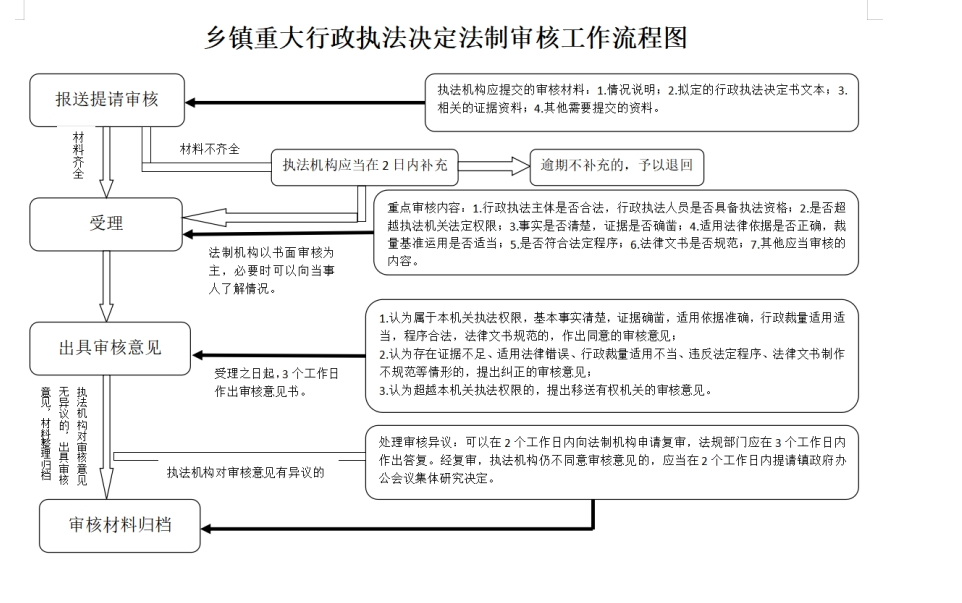 乡镇重大行政执法决定法制审核工作流程图
报送提请审核
执法机构应提交的审核材料：1.情况说明；2.拟定的行政执法决定书文本；3.
相关的证据资料；4.其他需要提交的资料。
材料齐全
材料不齐全
执法机构应当在2日内补充
逾期不补充的，予以退回
受理
重点审核内容：1.行政执法主体是否合法，行政执法人员是否具备执法资格；2.是否超
越执法机关法定权限；3.事实是否清楚，证据是否确凿；4.适用法律依据是否正确，裁
量基准运用是否适当；5.是否符合法定程序；6.法律文书是否规范；7.其他应当审核的
内容。
法制机构以书面审核为
主，必要时可以向当事
人了解情况。
出具审核意见
1.认为属于本机关执法权限，基本事实清楚，证据确凿，适用依据准确，行政裁量适用适
当，程序合法，法律文书规范的，作出同意的审核意见；
2.认为存在证据不足、适用法律错误、行政裁量适用不当、违反法定程序、法律文书制作
不规范等情形的，提出纠正的审核意见；
3.认为超越本机关执法权限的，提出移送有权机关的审核意见。
受理之日起，3个工作日
作出审核意见书。
执法机构对审核意见
无异议的，出具审核
意见，材料整理归档
处理审核异议：可以在2个工作日内向法制机构申请复审，法规部门应在3个工作日内
作出答复。经复审，执法机构仍不同意审核意见的，应当在2个工作日内提请镇政府办
公会议集体研究决定。
执法机构对审核意见有异议的
审核材料归档